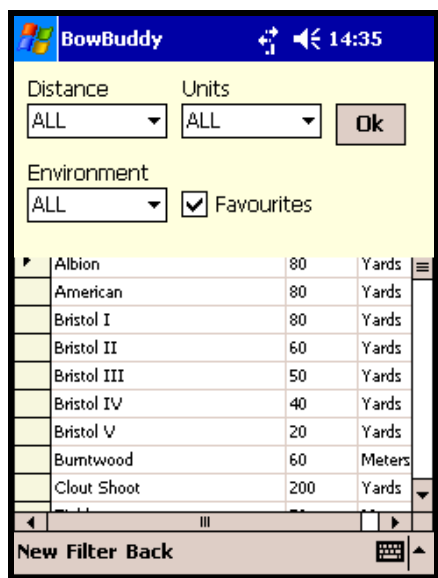 BowBuddy 14:35
Distance Units
ALL ALL Ok
Environment
ALL Favourites
Albion 80 Yards
American 80 Yards
Bristol I 80 Yards
Bristol II 60 Yards
Bristol III 50 Yards
Bristol IV 40 Yards
Bristol V 20 Yards
Burntwood 60 Meters
Clout Shoot 200 Yards
New Filter Back